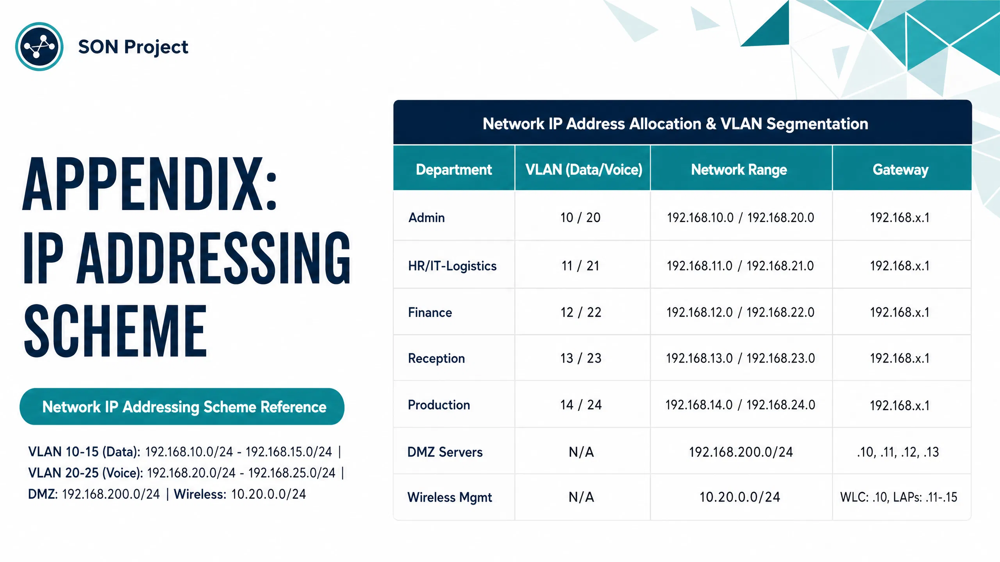 SON Project
APPENDIX:
IP ADDRESSING
SCHEME
Network IP Addressing Scheme Reference
VLAN 10-15 (Data): 192.168.10.0/24 - 192.168.15.0/24 |
VLAN 20-25 (Voice): 192.168.20.0/24 - 192.168.25.0/24 |
DMZ: 192.168.200.0/24 | Wireless: 10.20.0.0/24
Network IP Address Allocation & VLAN Segmentation
Department VLAN (Data/Voice) Network Range Gateway
Admin 10 / 20 192.168.10.0 / 192.168.20.0 192.168.x.1
HR/IT-Logistics 11 / 21 192.168.11.0 / 192.168.21.0 192.168.x.1
Finance 12 / 22 192.168.12.0 / 192.168.22.0 192.168.x.1
Reception 13 / 23 192.168.13.0 / 192.168.23.0 192.168.x.1
Production 14 / 24 192.168.14.0 / 192.168.24.0 192.168.x.1
DMZ Servers N/A 192.168.200.0/24 .10, .11, .12, .13
Wireless Mgmt N/A 10.20.0.0/24 WLC: .10, LAPs: .11-.15